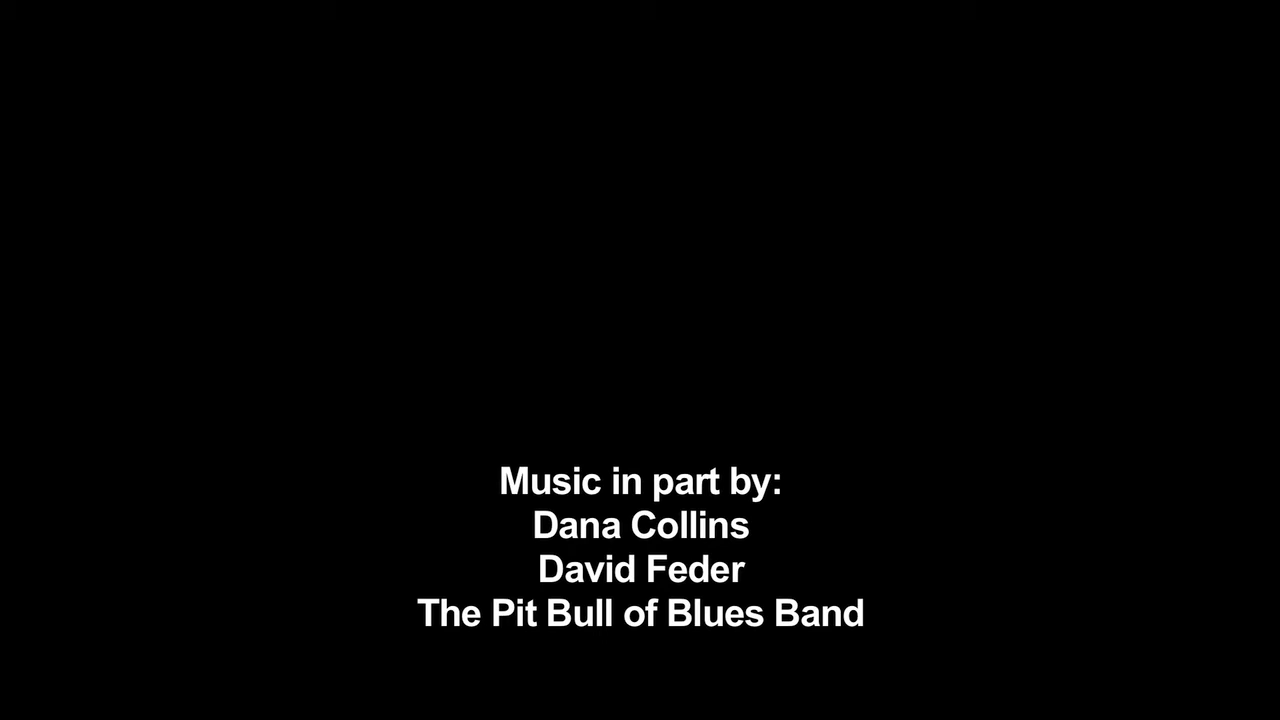 Music in part by:
Dana Collins
David Feder
The Pit Bull of Blues Band